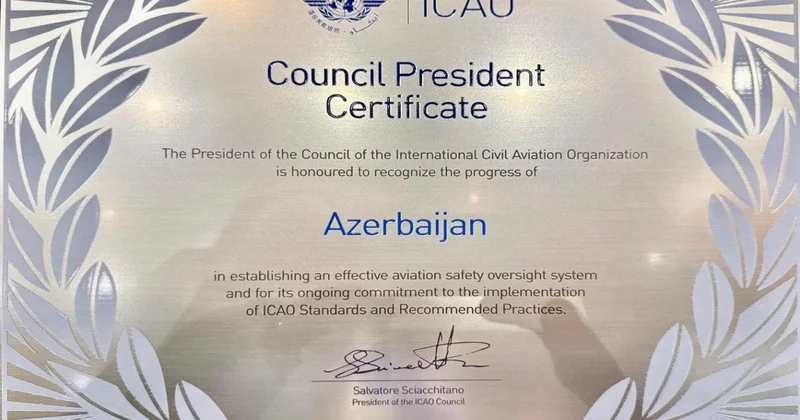 ICAO
Council President
Certificate
The President of the Council of the International Civil Aviation Organization
is honoured to recognize the progress of
Azerbaijan
in establishing an effective aviation safety oversight system
and for its ongoing commitment to the implementation
of ICAO Standards and Recommended Practices.
Salvatore Sciacchitano
President of the ICAO Council